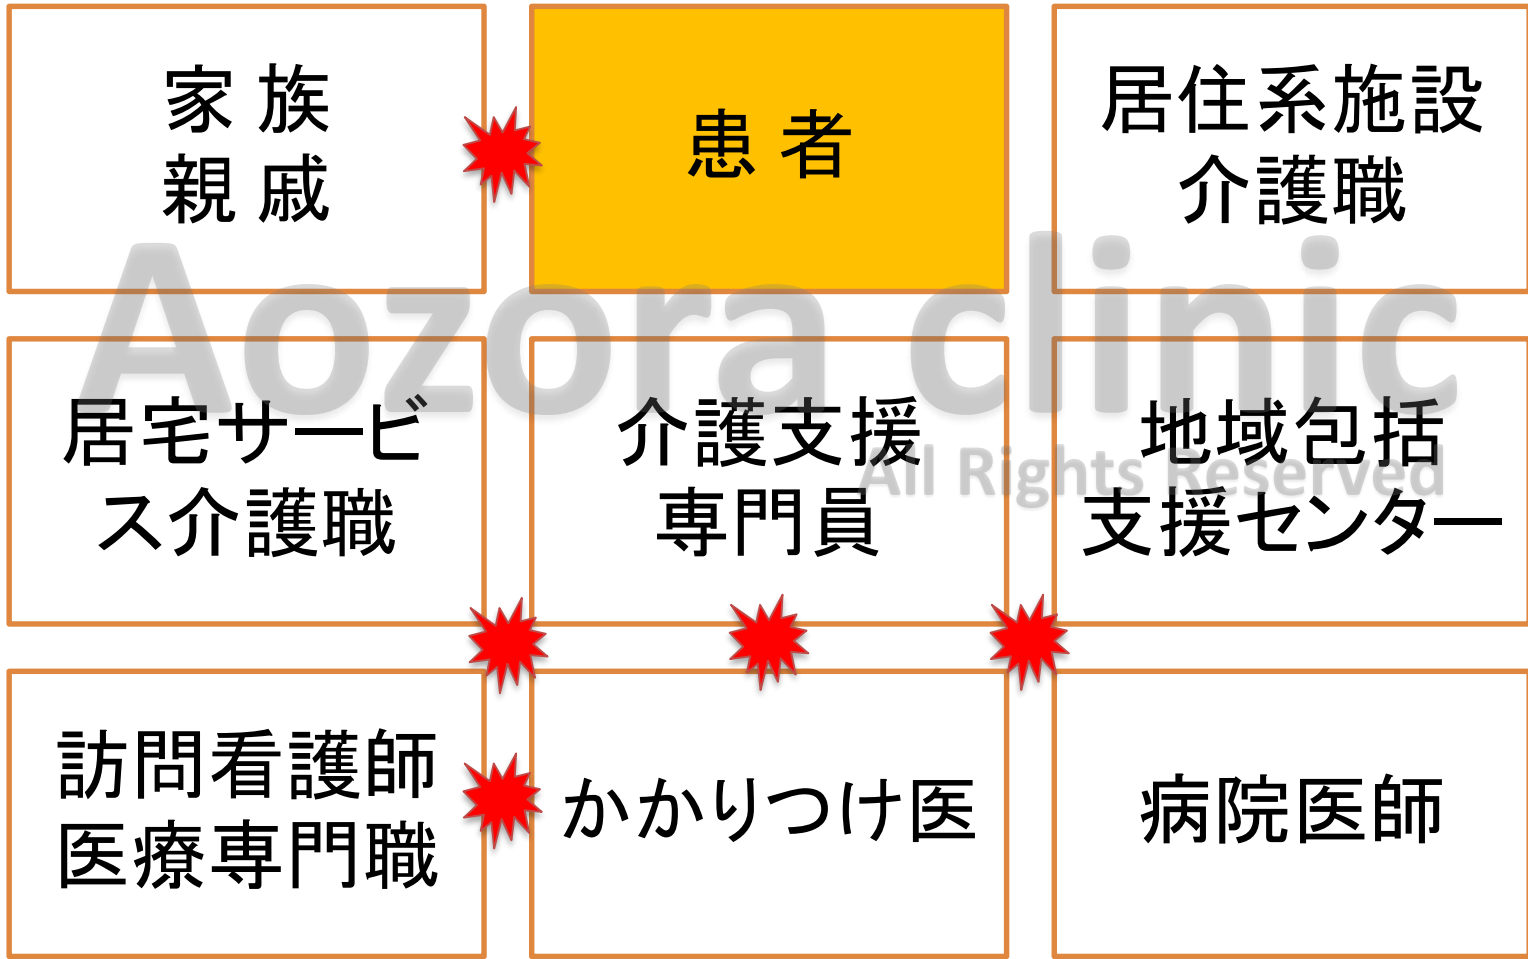 家 族
親 戚
患 者
居住系施設
介護職
居宅サービ
ス介護職
介護支援
専門員
地域包括
支援センター
訪問看護師
医療専門職
かかりつけ医
病院医師
Aozora clinic
All Rights Reserved